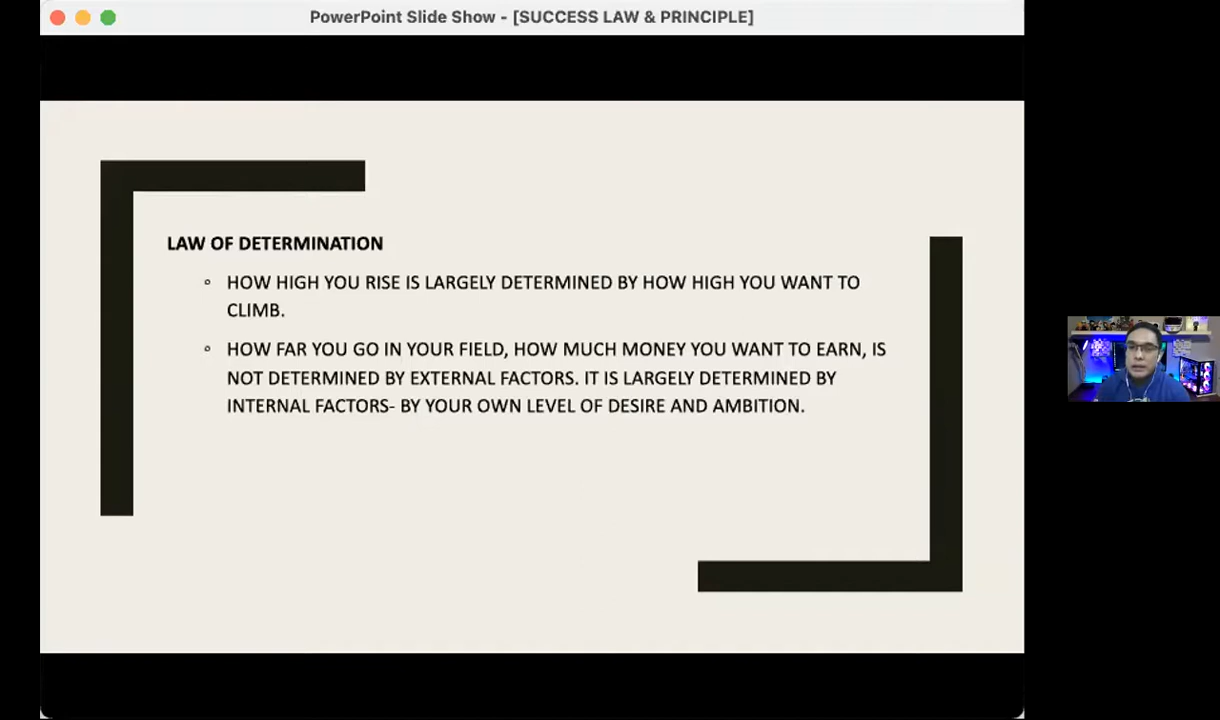 PowerPoint Slide Show - [SUCCESS LAW & PRINCIPLE]
LAW OF DETERMINATION
HOW HIGH YOU RISE IS LARGELY DETERMINED BY HOW HIGH YOU WANT TO
CLIMB.
HOW FAR YOU GO IN YOUR FIELD, HOW MUCH MONEY YOU WANT TO EARN, IS
NOT DETERMINED BY EXTERNAL FACTORS. IT IS LARGELY DETERMINED BY
INTERNAL FACTORS- BY YOUR OWN LEVEL OF DESIRE AND AMBITION.